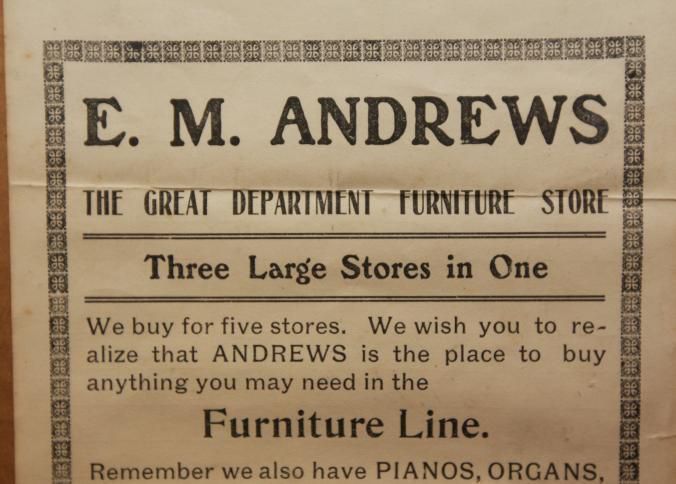 E. M. ANDREWS
THE GREAT DEPARTMENT FURNITURE STORE
Three Large Stores in One
We buy for five stores. We wish you to re-
alize that ANDREWS is the place to buy
anything you may need in the
Furniture Line.
Remember we also have PIANOS, ORGANS,